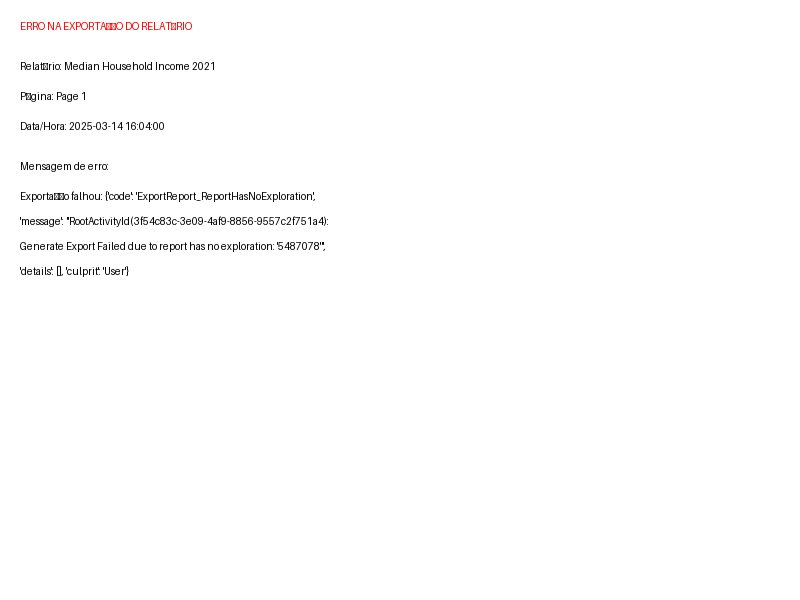 ERRO NA EXPORTA▯▯O DO RELAT▯RIO
Relat▯rio: Median Household Income 2021
P▯gina: Page 1
Data/Hora: 2025-03-14 16:04:00
Mensagem de erro:
Exporta▯▯o falhou: {'code': 'ExportReport_ReportHasNoExploration',
'message': "RootActivityId(3f54c83c-3e09-4af9-8856-9557c2f751a4):
Generate Export Failed due to report has no exploration: '5487078'",
'details': [], 'culprit': 'User'}